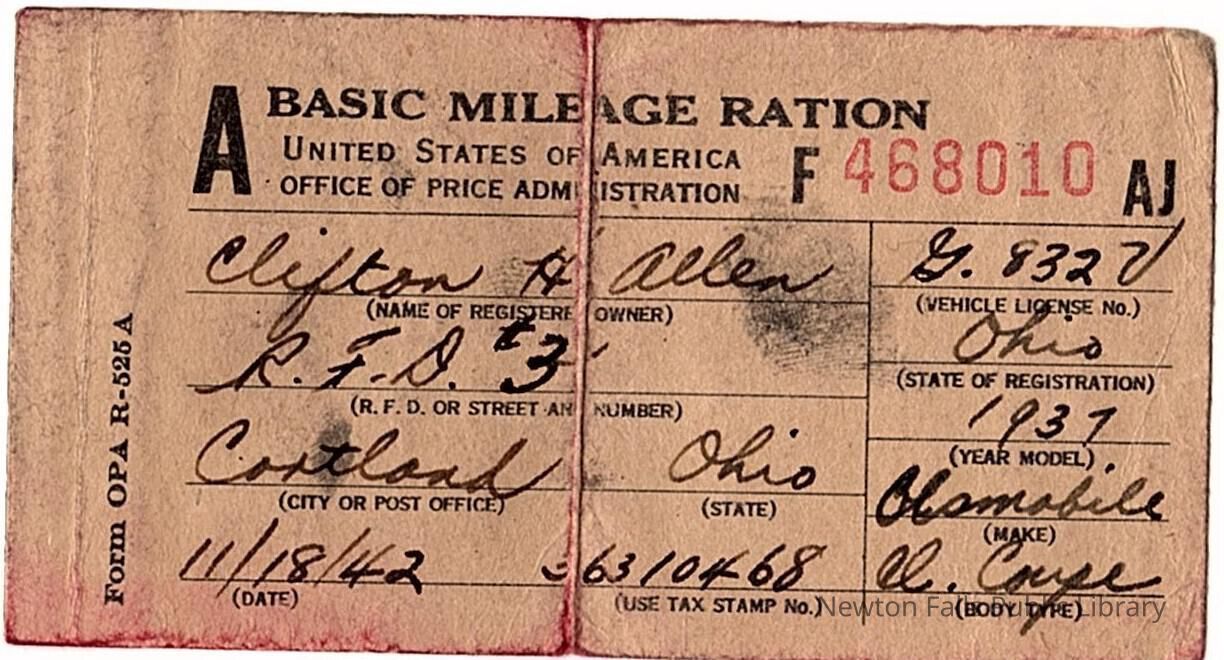 A BASIC MILEAGE RATION
UNITED STATES OF AMERICA
OFFICE OF PRICE ADMINISTRATION
F 468010 AJ
Clifton H Allen
(NAME OF REGISTERED OWNER)
R.F.D. #3
(R. F. D. OR STREET AND NUMBER)
Cortland Ohio
(CITY OR POST OFFICE) (STATE)
11/18/42 6310468
(DATE) (USE TAX STAMP No.)
G. 832
(VEHICLE LICENSE No.)
Ohio
(STATE OF REGISTRATION)
1937
(YEAR MODEL)
Olsmobile
(MAKE)
Coupe
(BODY TYPE)
Form OPA R-525 A
Newton Falls Public Library